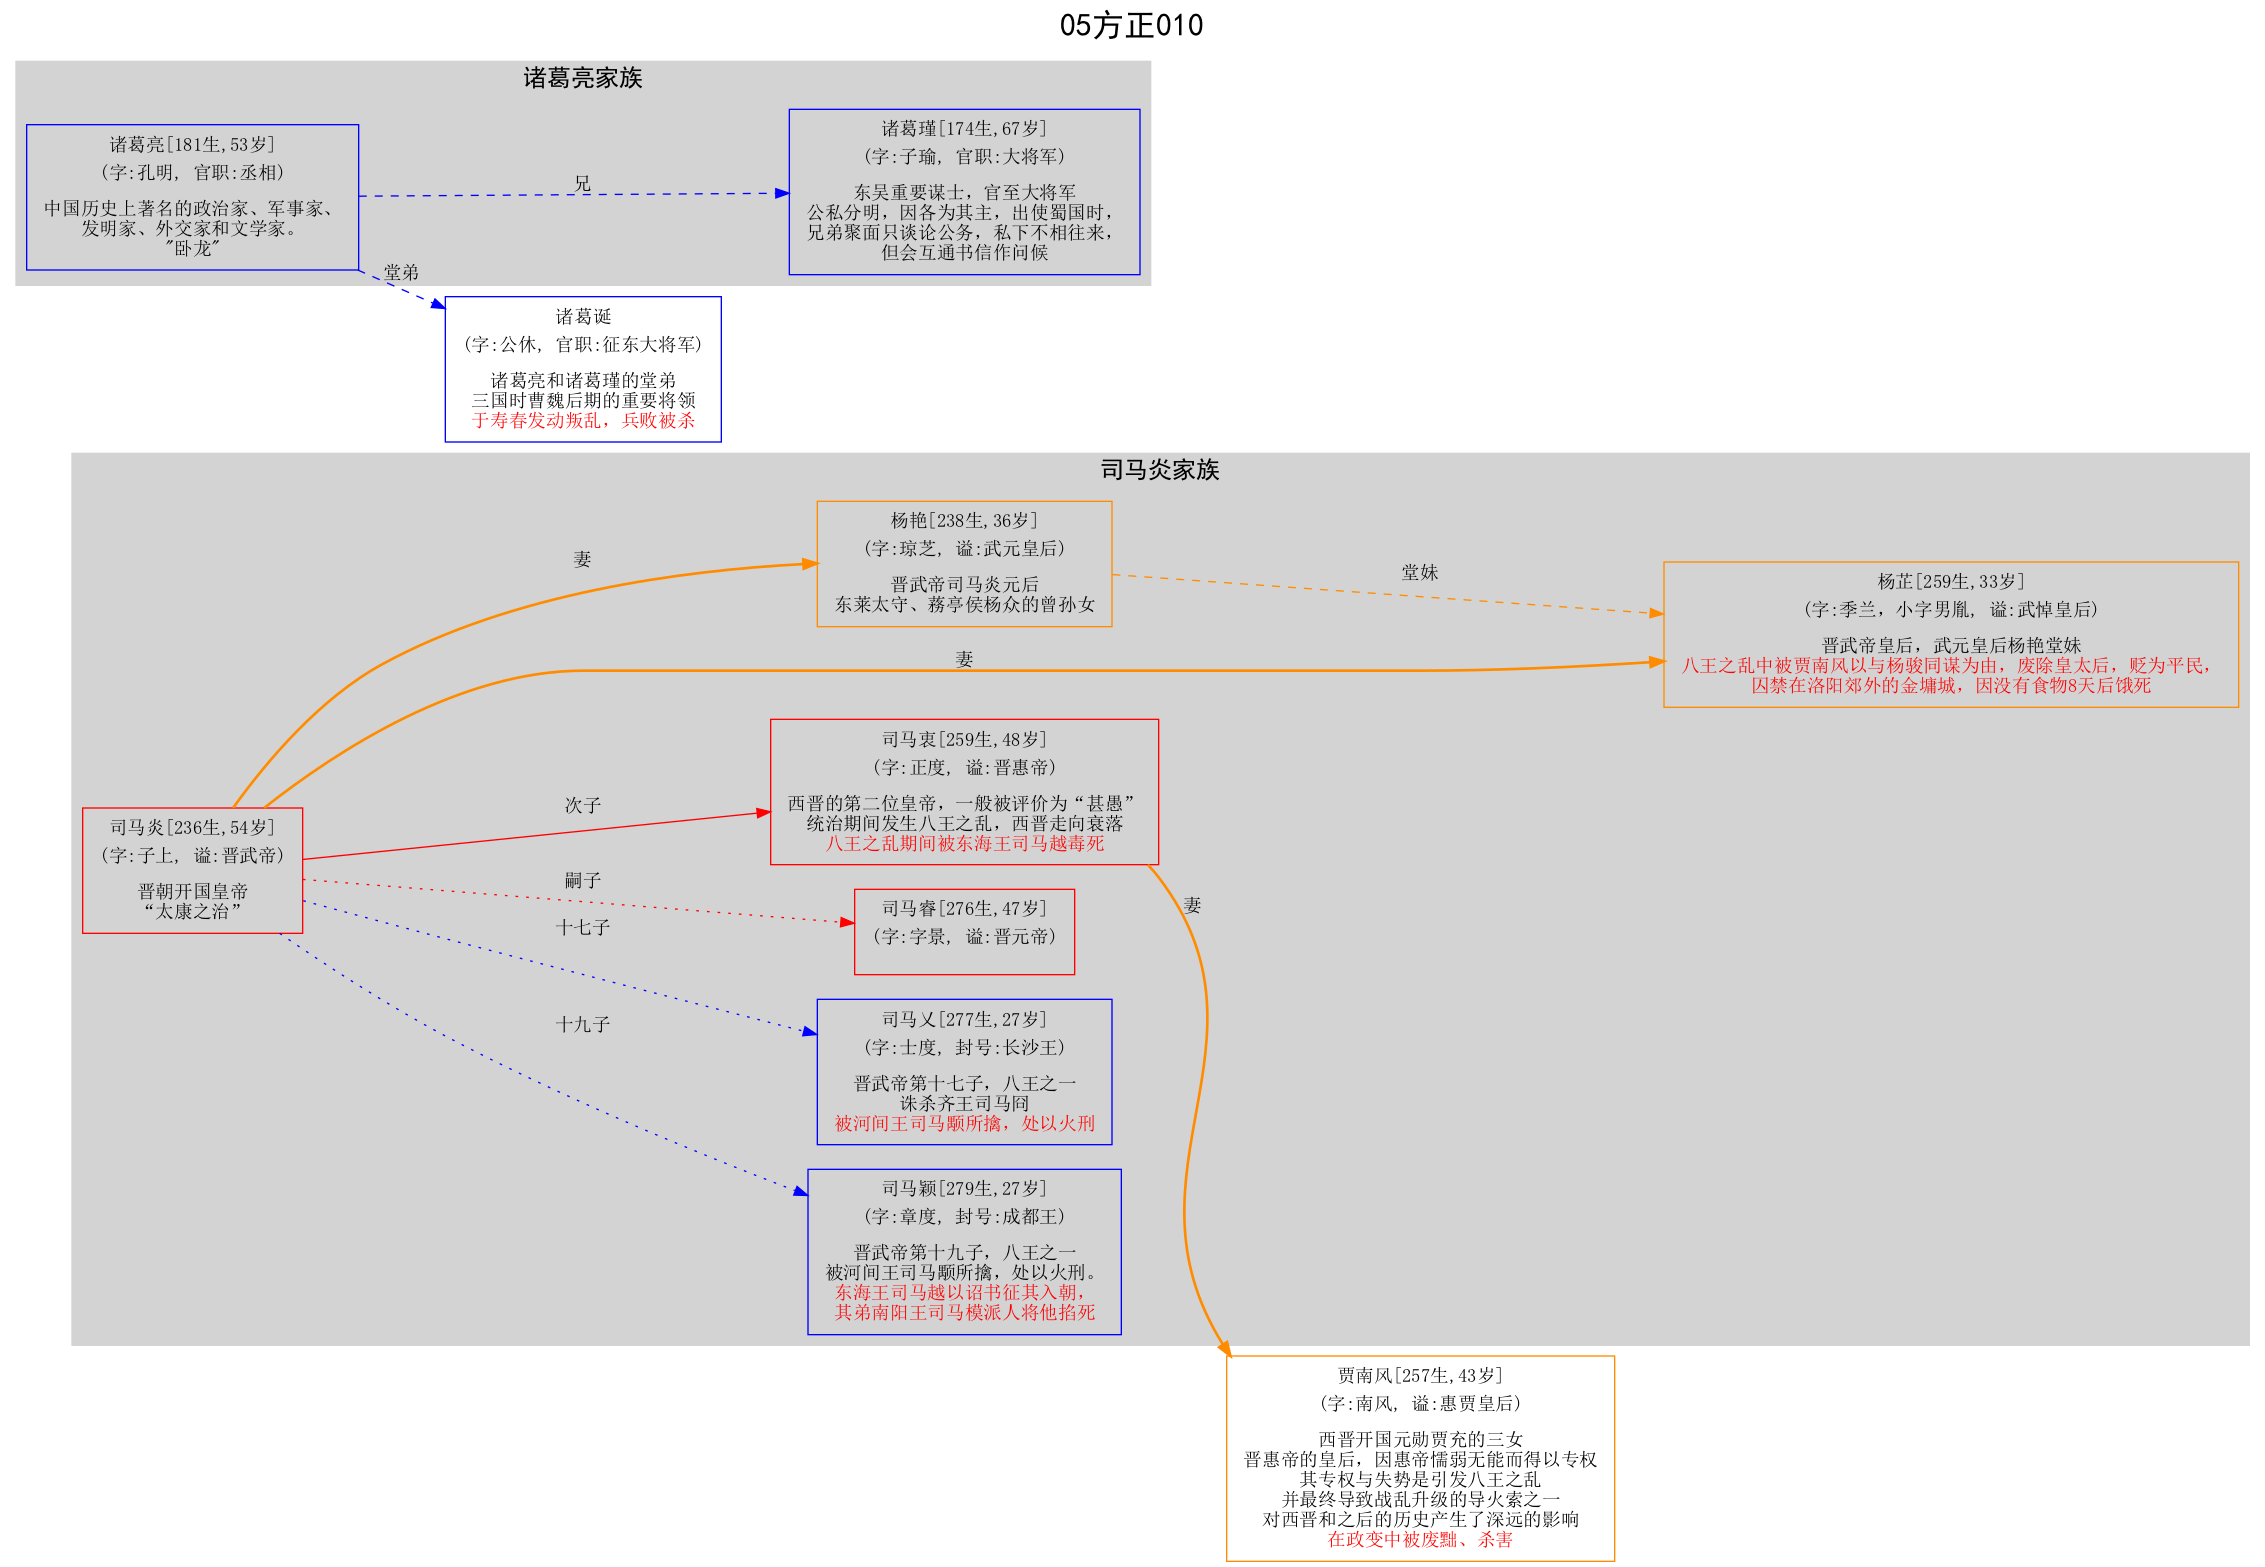 05方正010
诸葛亮家族
诸葛亮[181生,53岁]
(字:孔明, 官职:丞相)
中国历史上著名的政治家、军事家、
发明家、外交家和文学家。
"卧龙"
兄
诸葛瑾[174生,67岁]
(字:子瑜, 官职:大将军)
东吴重要谋士，官至大将军
公私分明，因各为其主，出使蜀国时，
兄弟聚面只谈论公务，私下不相往来，
但会互通书信作问候
堂弟
诸葛诞
(字:公休, 官职:征东大将军)
诸葛亮和诸葛瑾的堂弟
三国时曹魏后期的重要将领
于寿春发动叛乱，兵败被杀
司马炎家族
妻
杨艳[238生,36岁]
(字:琼芝, 谥:武元皇后)
晋武帝司马炎元后
东莱太守、蓩亭侯杨众的曾孙女
堂妹
杨芷[259生,33岁]
(字:季兰，小字男胤, 谥:武悼皇后)
晋武帝皇后，武元皇后杨艳堂妹
八王之乱中被贾南风以与杨骏同谋为由，废除皇太后，贬为平民，
囚禁在洛阳郊外的金墉城，因没有食物8天后饿死
妻
司马炎[236生,54岁]
(字:子上, 谥:晋武帝)
晋朝开国皇帝
“太康之治”
次子
司马衷[259生,48岁]
(字:正度, 谥:晋惠帝)
西晋的第二位皇帝，一般被评价为“甚愚”
统治期间发生八王之乱，西晋走向衰落
八王之乱期间被东海王司马越毒死
嗣子
司马睿[276生,47岁]
(字:字景, 谥:晋元帝)
妻
十七子
司马乂[277生,27岁]
(字:士度, 封号:长沙王)
晋武帝第十七子，八王之一
诛杀齐王司马冏
被河间王司马颙所擒，处以火刑
十九子
司马颖[279生,27岁]
(字:章度, 封号:成都王)
晋武帝第十九子，八王之一
被河间王司马颙所擒，处以火刑。
东海王司马越以诏书征其入朝，
其弟南阳王司马模派人将他掐死
贾南风[257生,43岁]
(字:南风, 谥:惠贾皇后)
西晋开国元勋贾充的三女
晋惠帝的皇后，因惠帝懦弱无能而得以专权
其专权与失势是引发八王之乱
并最终导致战乱升级的导火索之一
对西晋和之后的历史产生了深远的影响
在政变中被废黜、杀害